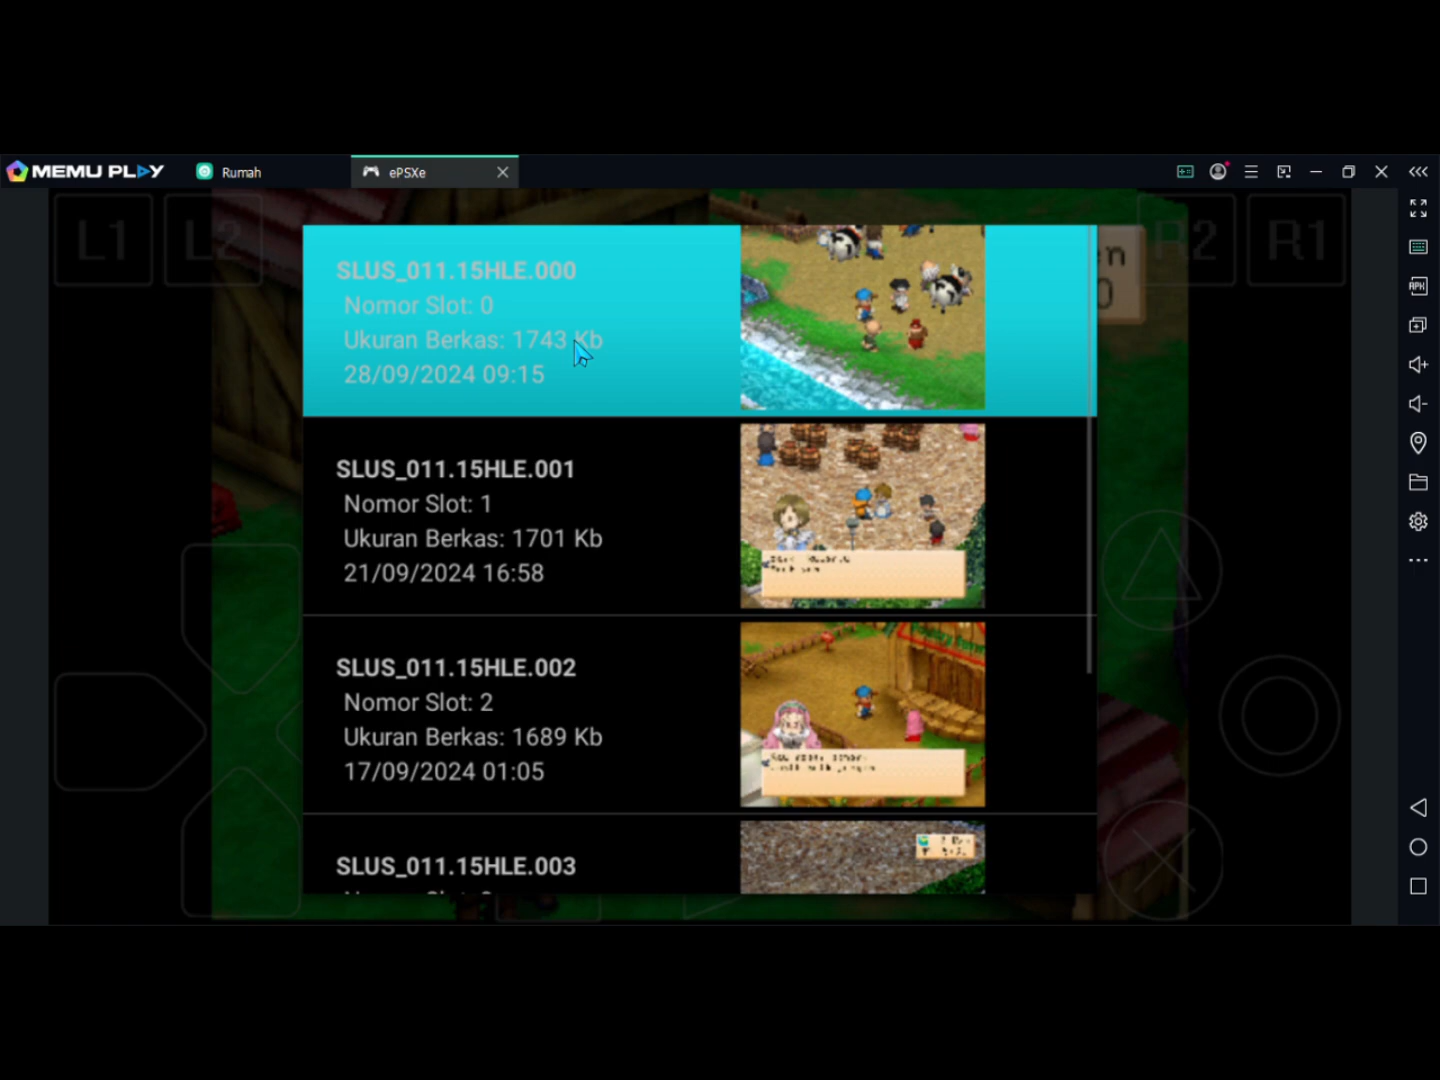 MEMU PLAY
Rumah
ePSXe
L1
L2
R2
R1
SLUS_011.15HLE.000
Nomor Slot: 0
Ukuran Berkas: 1743 Kb
28/09/2024 09:15
SLUS_011.15HLE.001
Nomor Slot: 1
Ukuran Berkas: 1701 Kb
21/09/2024 16:58
SLUS_011.15HLE.002
Nomor Slot: 2
Ukuran Berkas: 1689 Kb
17/09/2024 01:05
SLUS_011.15HLE.003